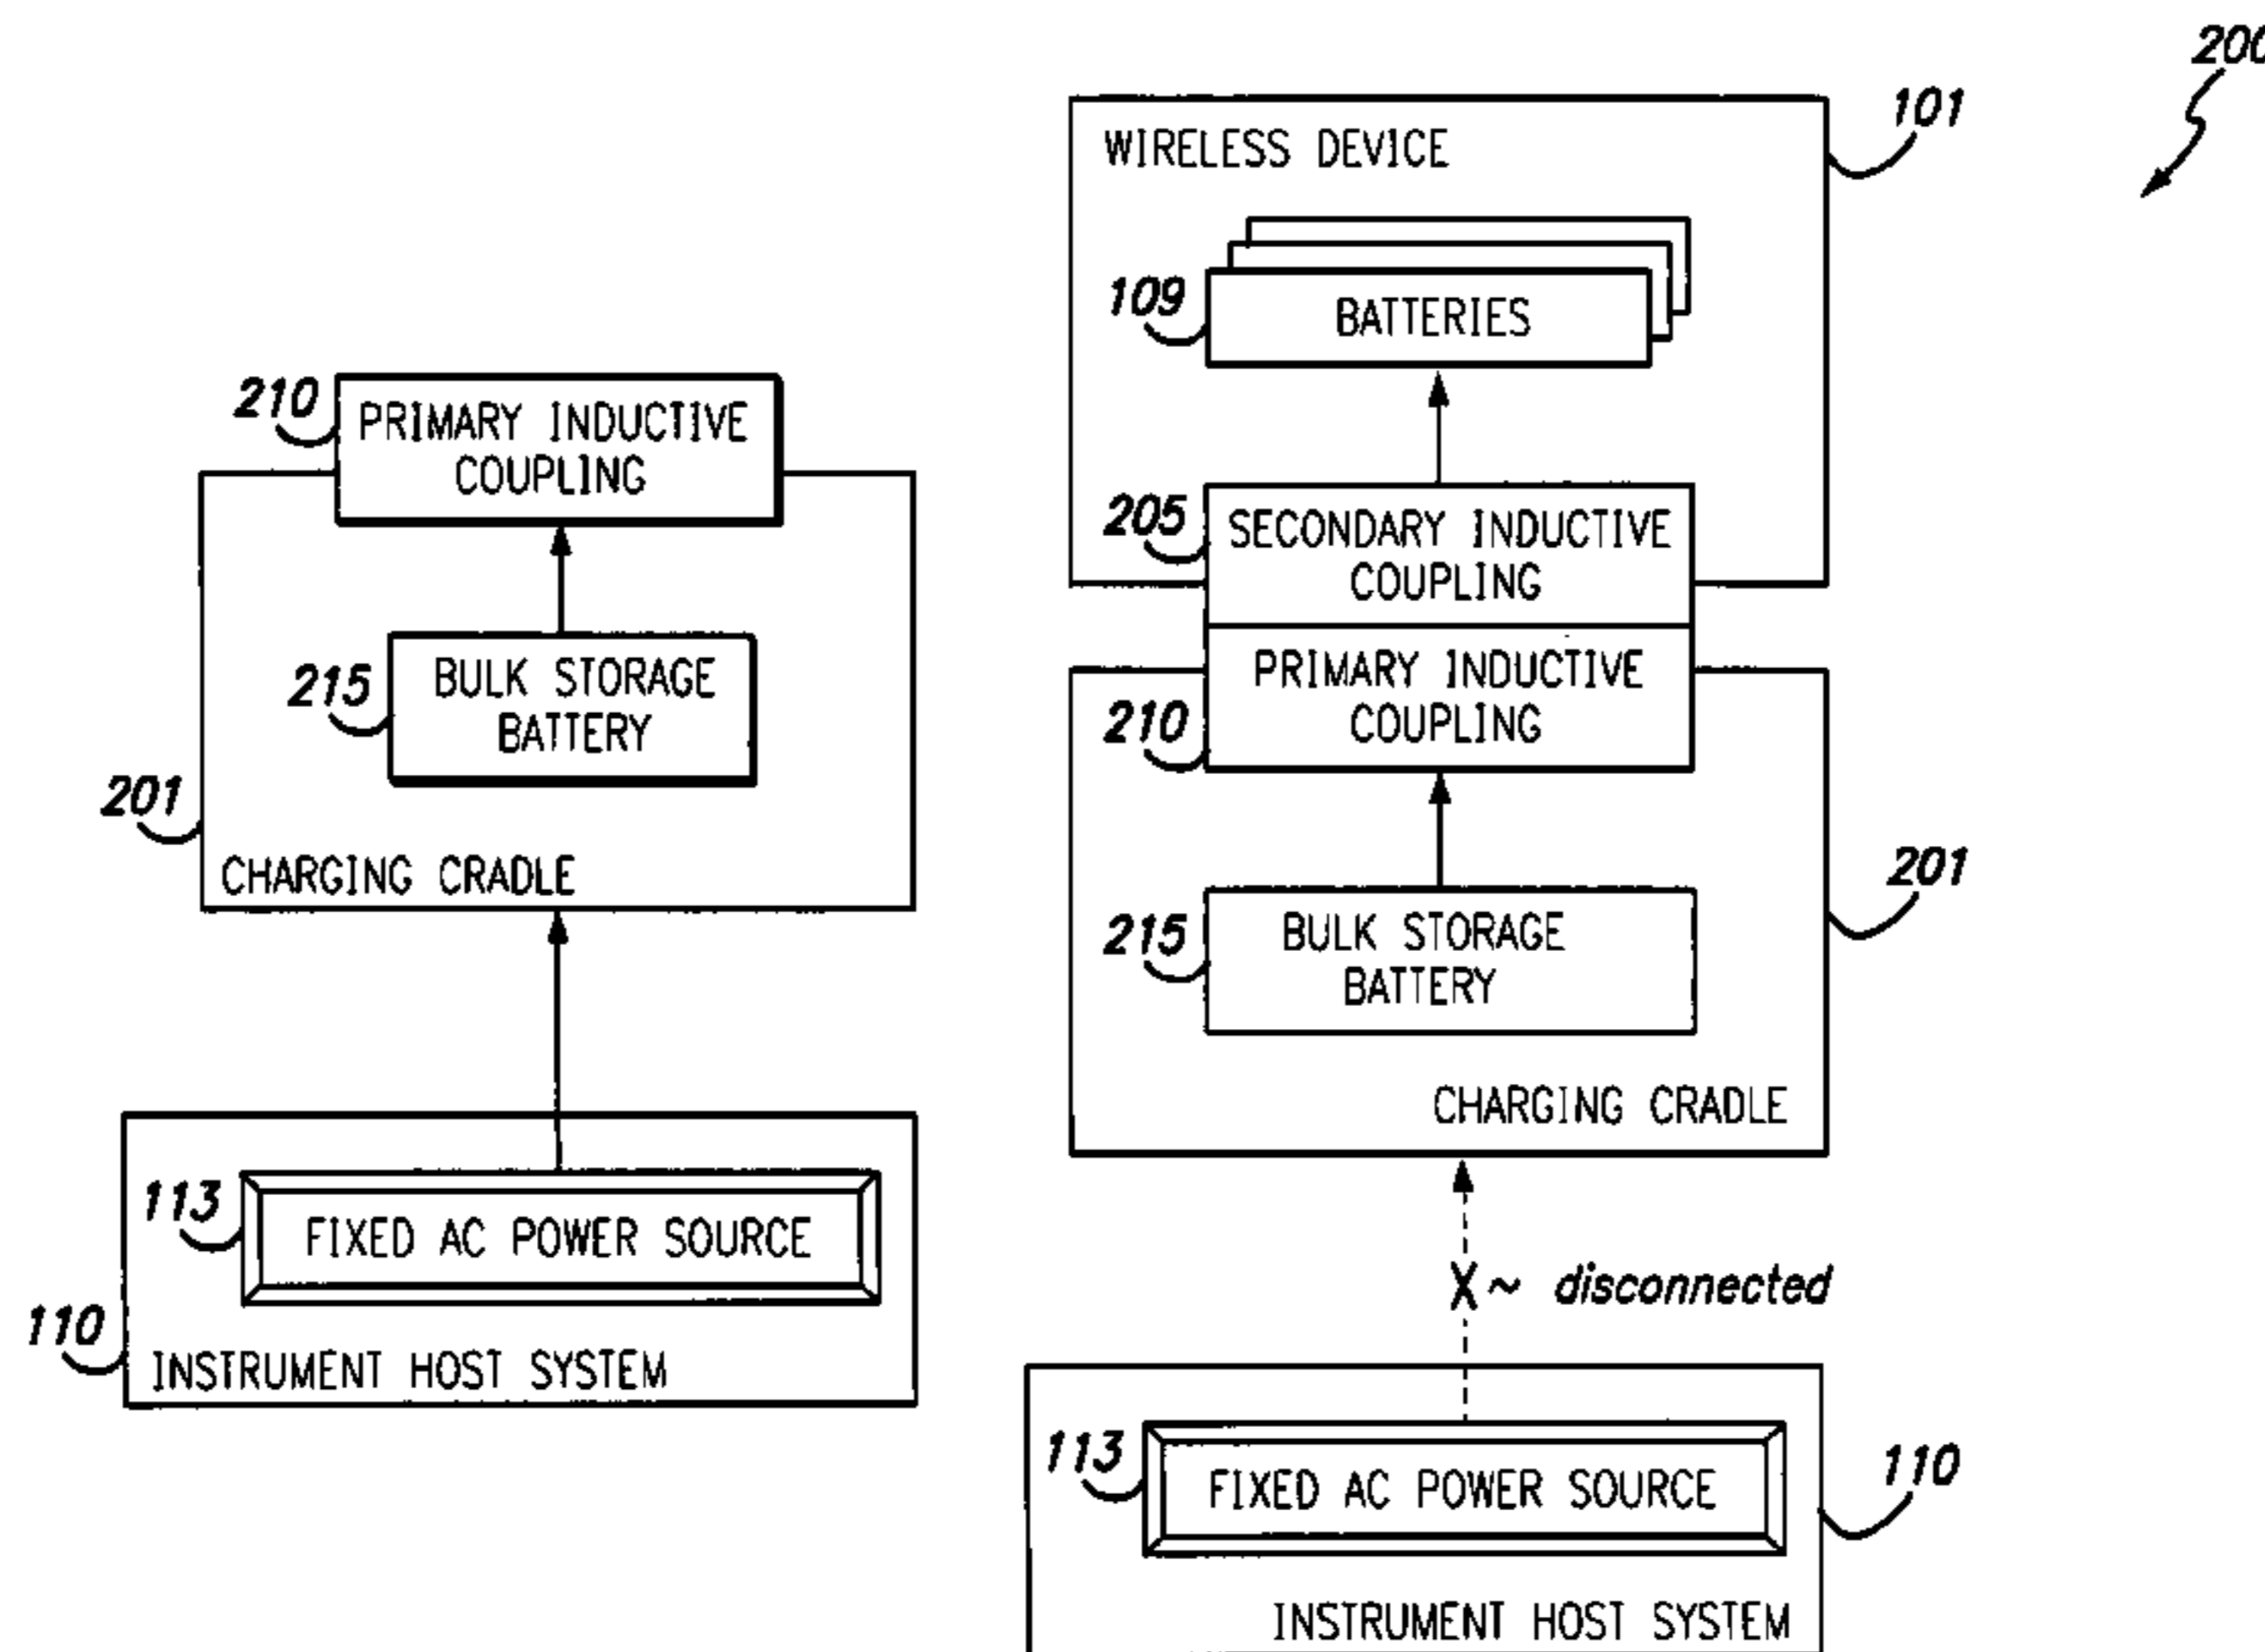 200
101
WIRELESS DEVICE
109
BATTERIES
210
PRIMARY INDUCTIVE
COUPLING
205
SECONDARY INDUCTIVE
COUPLING
215
BULK STORAGE
BATTERY
PRIMARY INDUCTIVE
210
COUPLING
201
CHARGING CRADLE
201
215
BULK STORAGE
BATTERY
CHARGING CRADLE
113
FIXED AC POWER SOURCE
X ~ disconnected
110
INSTRUMENT HOST SYSTEM
113
FIXED AC POWER SOURCE
110
INSTRUMENT HOST SYSTEM